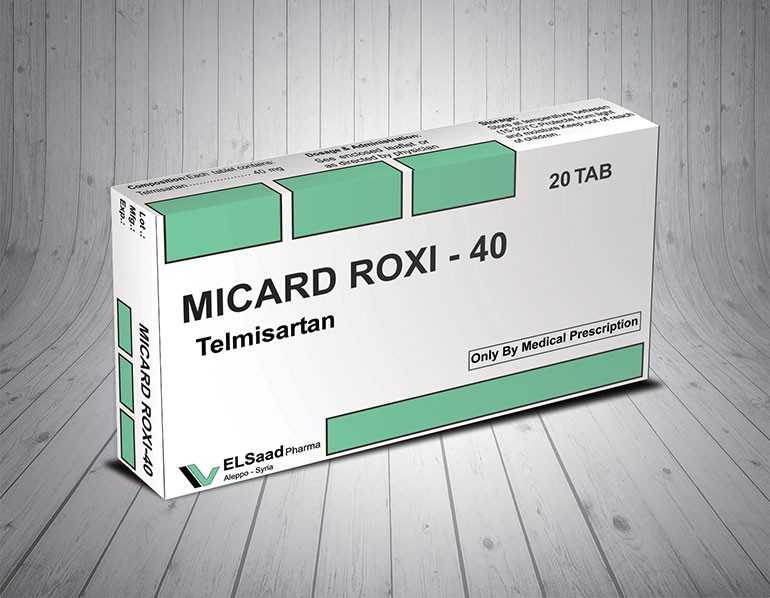 Composition:Each tablet contains:
Telmisartan ..................... 40 mg
Dosage & Administration:
See enclosed leaflet or
as directed by physician
Storage:
Store at temperature between
(15-30)°C,Protecte from light
and moisture.Keep out of reach
of children.
20 TAB
MICARD ROXI - 40
Telmisartan
Only By Medical Prescription
ELSaad Pharma
Aleppo - Syria
Lot.:
Mfg.:
Exp.:
MICARD ROXI-40